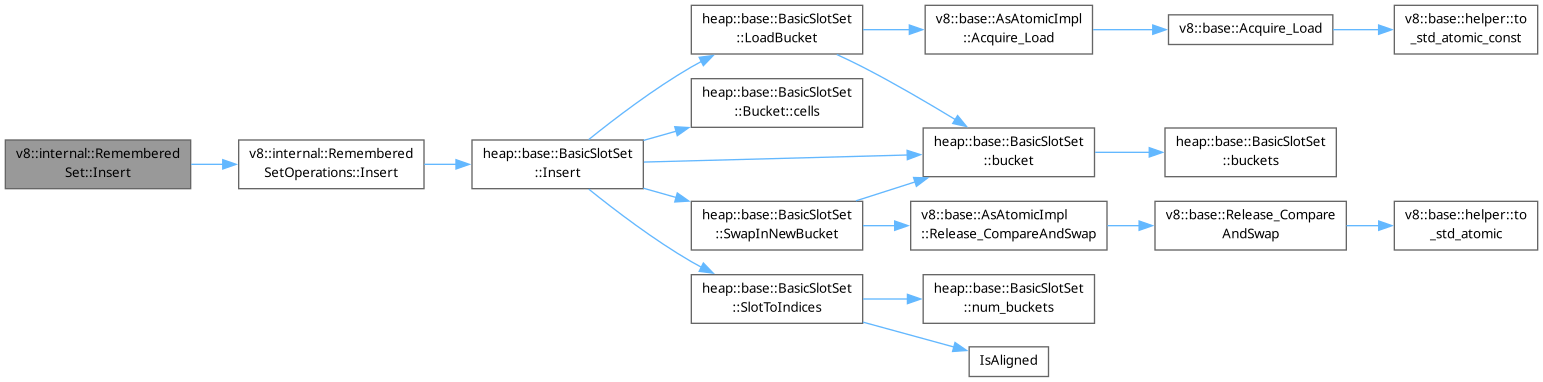 v8::internal::Remembered
Set::Insert
v8::internal::Remembered
SetOperations::Insert
heap::base::BasicSlotSet
::Insert
heap::base::BasicSlotSet
::LoadBucket
heap::base::BasicSlotSet
::Bucket::cells
heap::base::BasicSlotSet
::SwapInNewBucket
heap::base::BasicSlotSet
::SlotToIndices
v8::base::AsAtomicImpl
::Acquire_Load
heap::base::BasicSlotSet
::bucket
v8::base::AsAtomicImpl
::Release_CompareAndSwap
heap::base::BasicSlotSet
::num_buckets
IsAligned
v8::base::Acquire_Load
heap::base::BasicSlotSet
::buckets
v8::base::Release_Compare
AndSwap
v8::base::helper::to
_std_atomic_const
v8::base::helper::to
_std_atomic